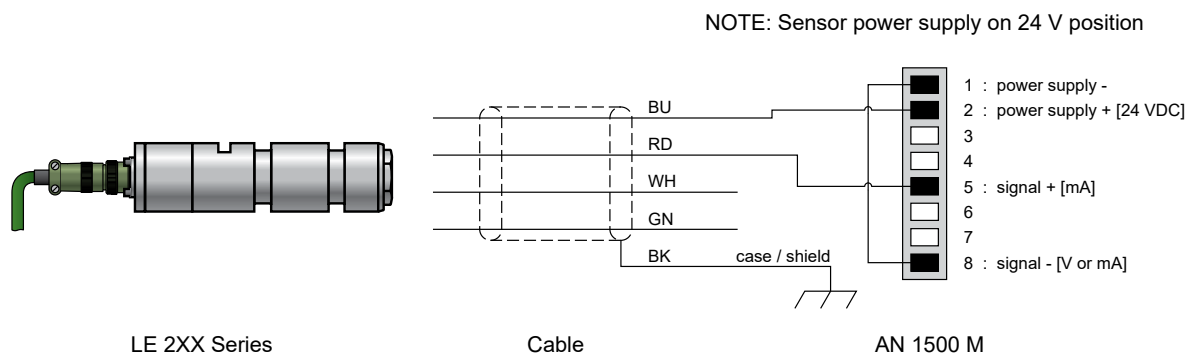 NOTE: Sensor power supply on 24 V position
1 : power supply -
BU
2 : power supply + [24 VDC]
3
RD
4
WH
5 : signal + [mA]
6
GN
7
BK
case / shield
8 : signal - [V or mA]
LE 2XX Series
Cable
AN 1500 M